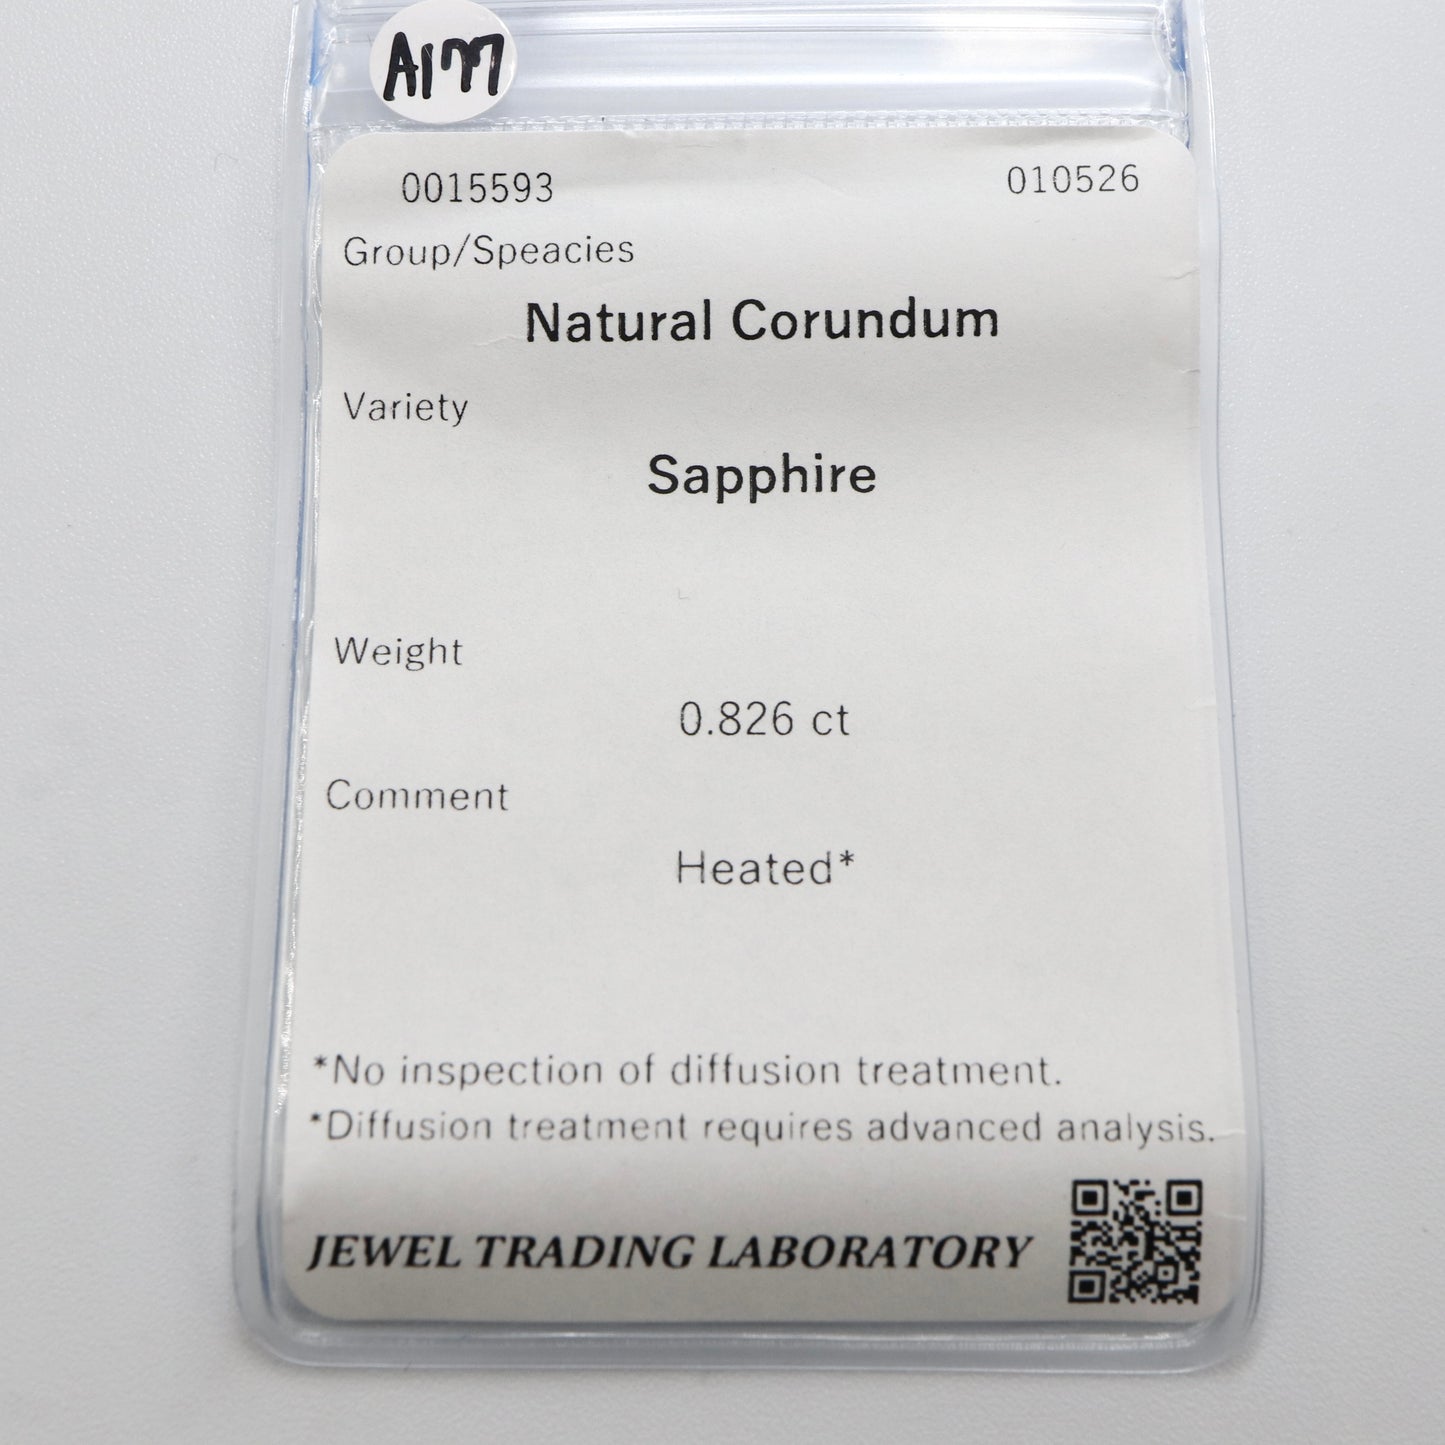 A177
0015593 010526
Group/Speacies
Natural Corundum
Variety
Sapphire
Weight
0.826 ct
Comment
Heated*
*No inspection of diffusion treatment.
*Diffusion treatment requires advanced analysis.
JEWEL TRADING LABORATORY